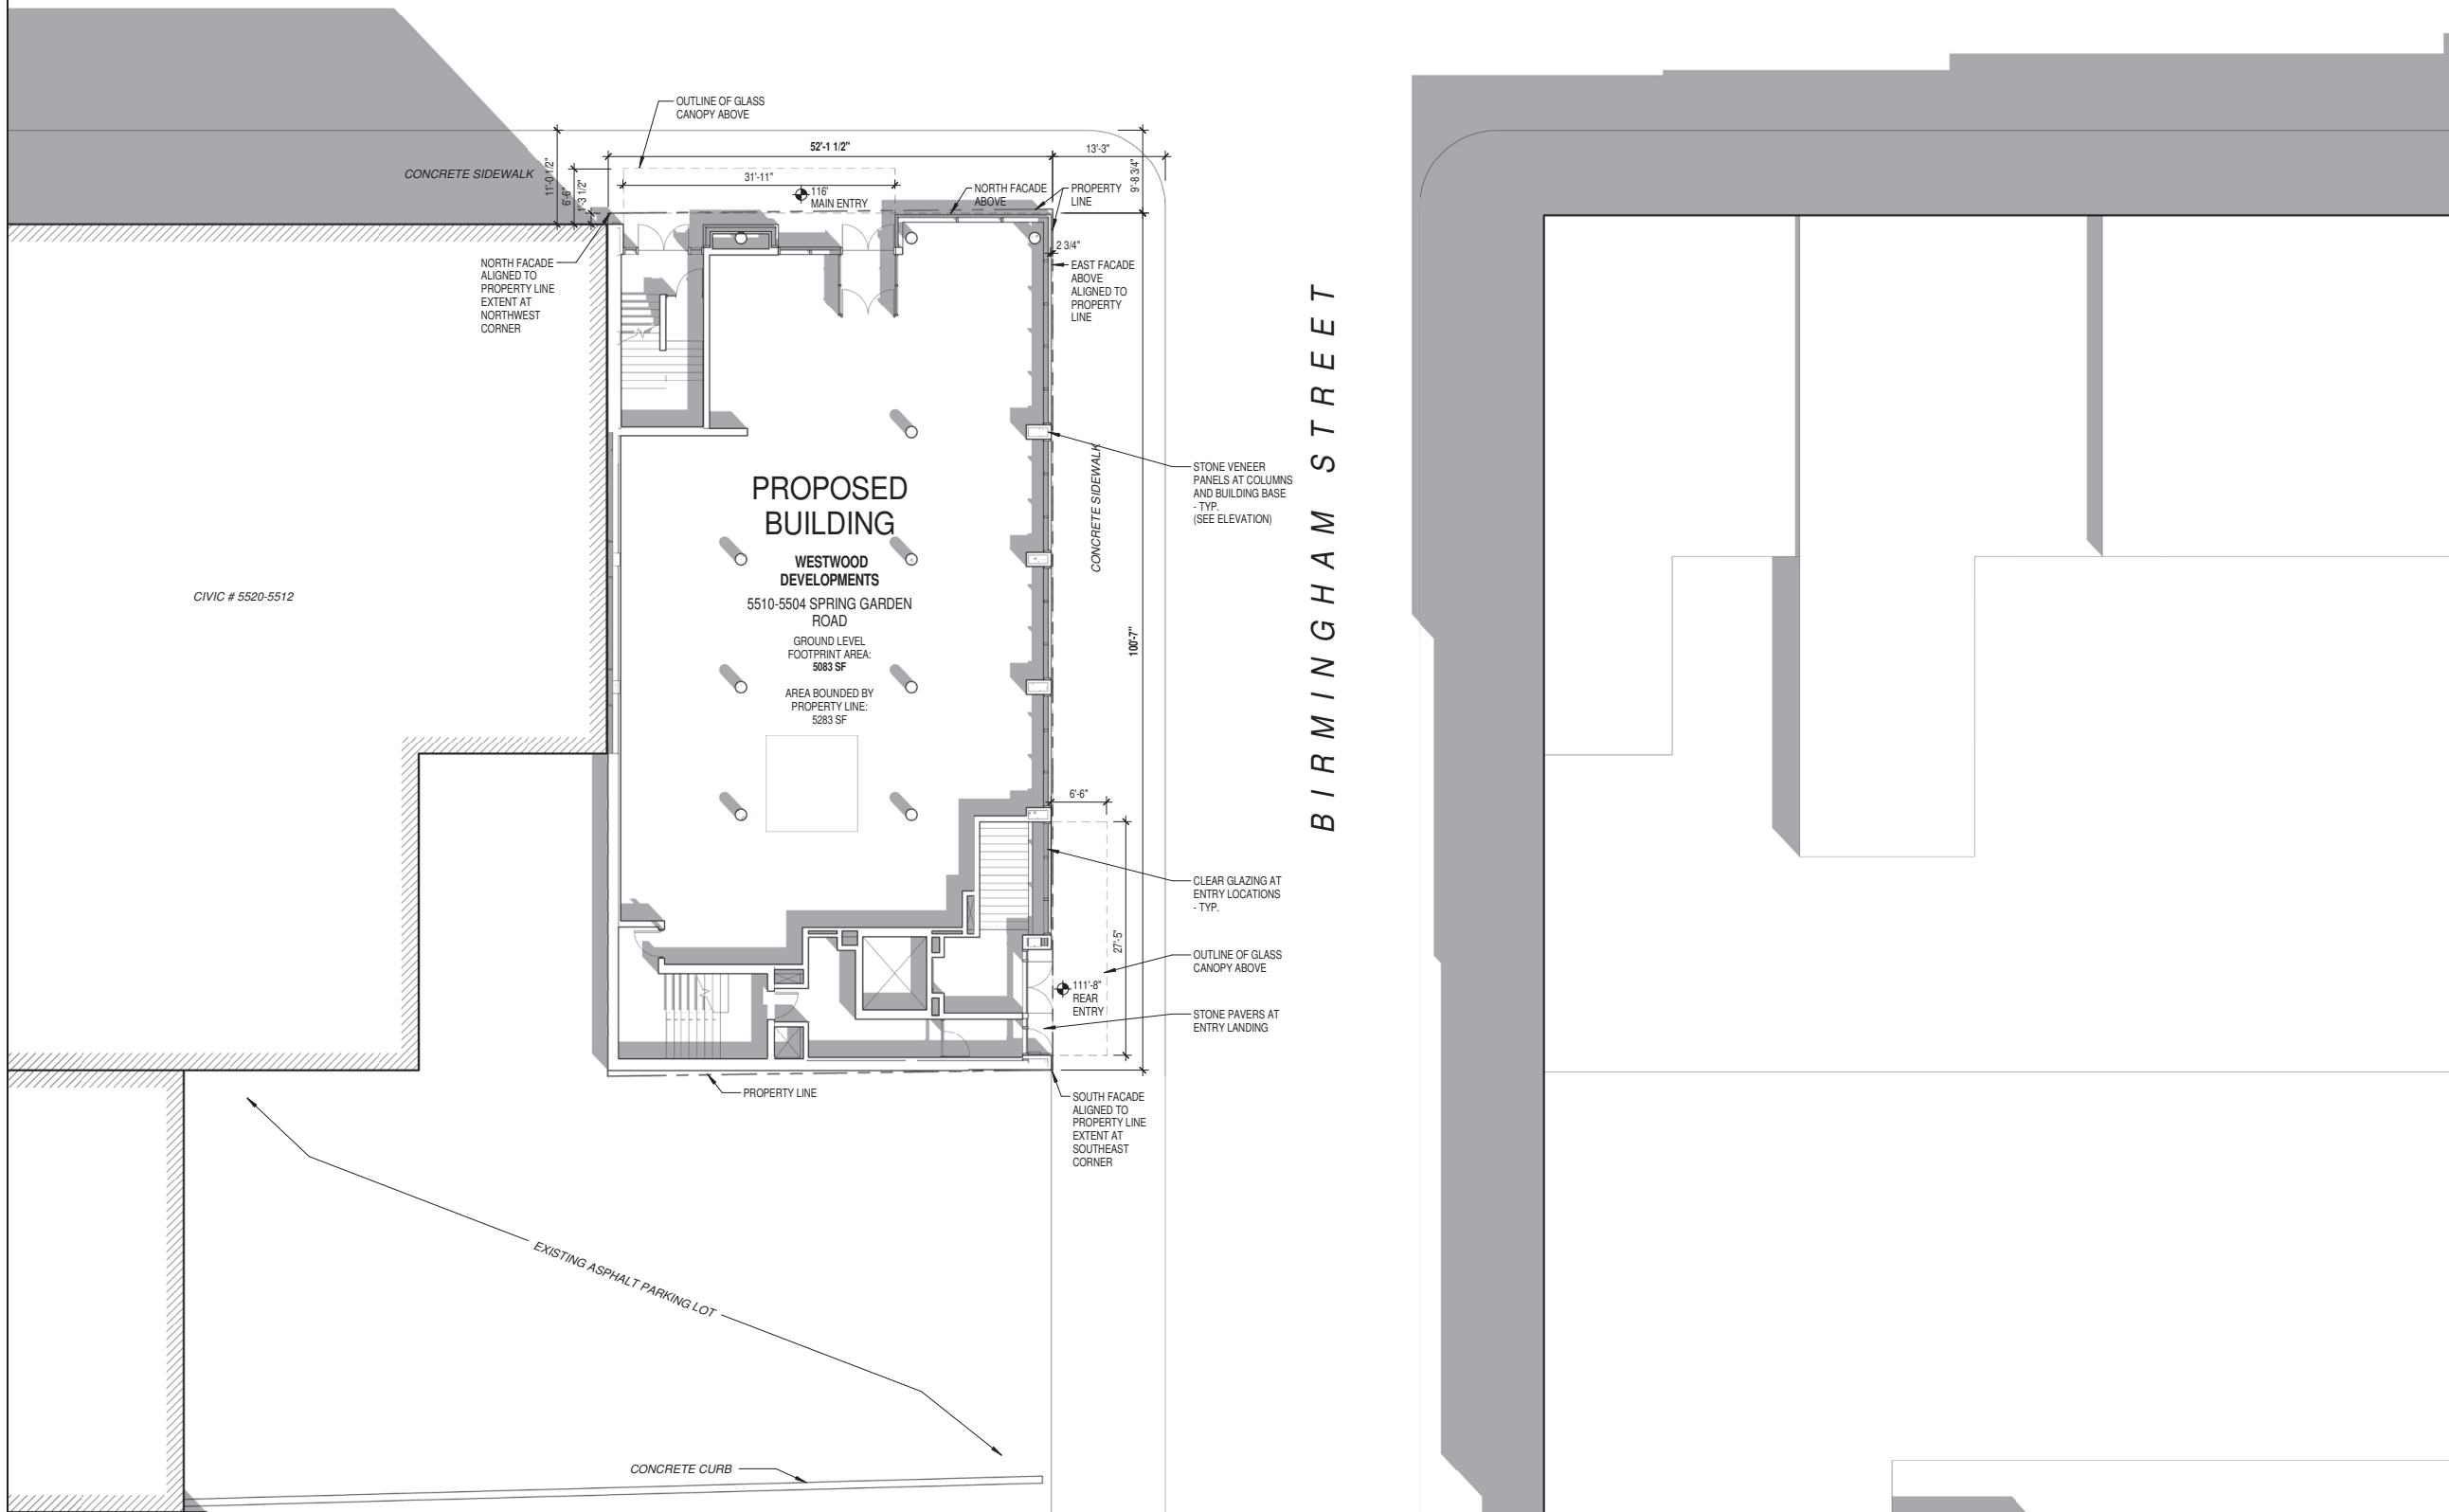 OUTLINE OF GLASS
CANOPY ABOVE
52'-1 1/2"
13'-3"
CONCRETE SIDEWALK
11'-0 1/2"
6'-6"
1'-3 1/2"
31'-11"
116'
MAIN ENTRY
NORTH FACADE
ABOVE
PROPERTY
LINE
9'-8 3/4"
2 3/4"
NORTH FACADE
ALIGNED TO
PROPERTY LINE
EXTENT AT
NORTHWEST
CORNER
EAST FACADE
ABOVE
ALIGNED TO
PROPERTY
LINE
BIRMINGHAM STREET
CONCRETE SIDEWALK
STONE VENEER
PANELS AT COLUMNS
AND BUILDING BASE
- TYP.
(SEE ELEVATION)
PROPOSED
BUILDING
WESTWOOD
DEVELOPMENTS
5510-5504 SPRING GARDEN
ROAD
GROUND LEVEL
FOOTPRINT AREA:
5083 SF
AREA BOUNDED BY
PROPERTY LINE:
5283 SF
CIVIC # 5520-5512
100'-7"
6'-6"
CLEAR GLAZING AT
ENTRY LOCATIONS
- TYP.
27'-5"
OUTLINE OF GLASS
CANOPY ABOVE
111'-8"
REAR
ENTRY
STONE PAVERS AT
ENTRY LANDING
PROPERTY LINE
SOUTH FACADE
ALIGNED TO
PROPERTY LINE
EXTENT AT
SOUTHEAST
CORNER
EXISTING ASPHALT PARKING LOT
CONCRETE CURB